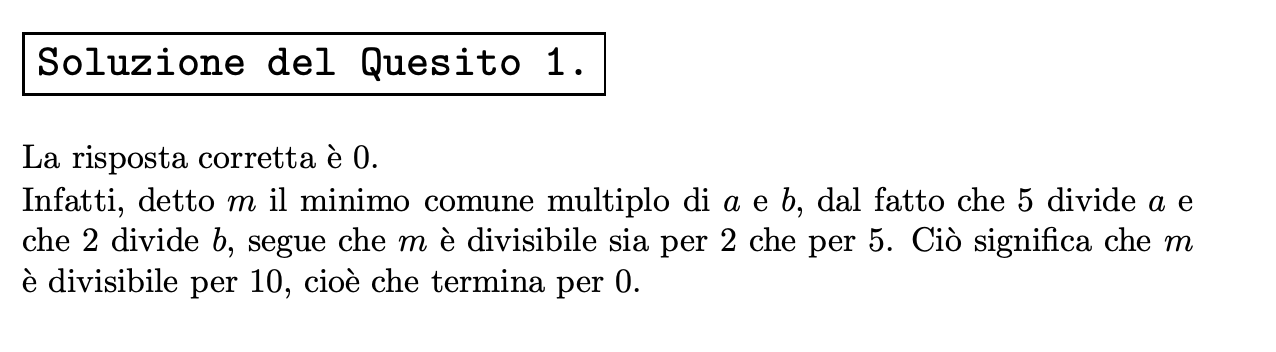 Soluzione del Quesito 1.
La risposta corretta è 0.
Infatti, detto m il minimo comune multiplo di a e b, dal fatto che 5 divide a e
che 2 divide b, segue che m è divisibile sia per 2 che per 5. Ciò significa che m
è divisibile per 10, cioè che termina per 0.